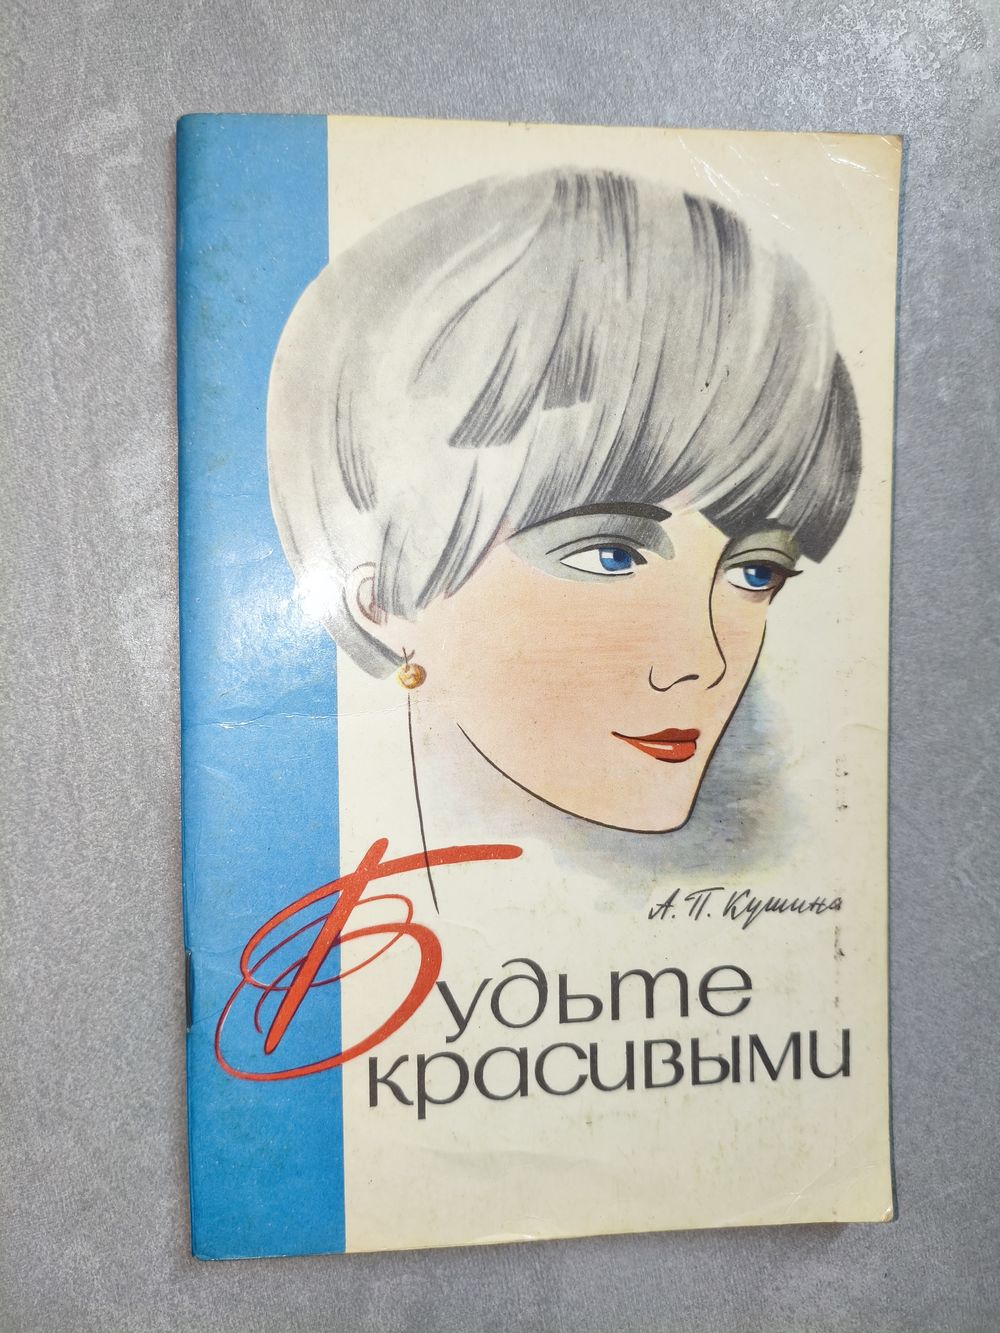 А. П. Кушина
Будьте
красивыми